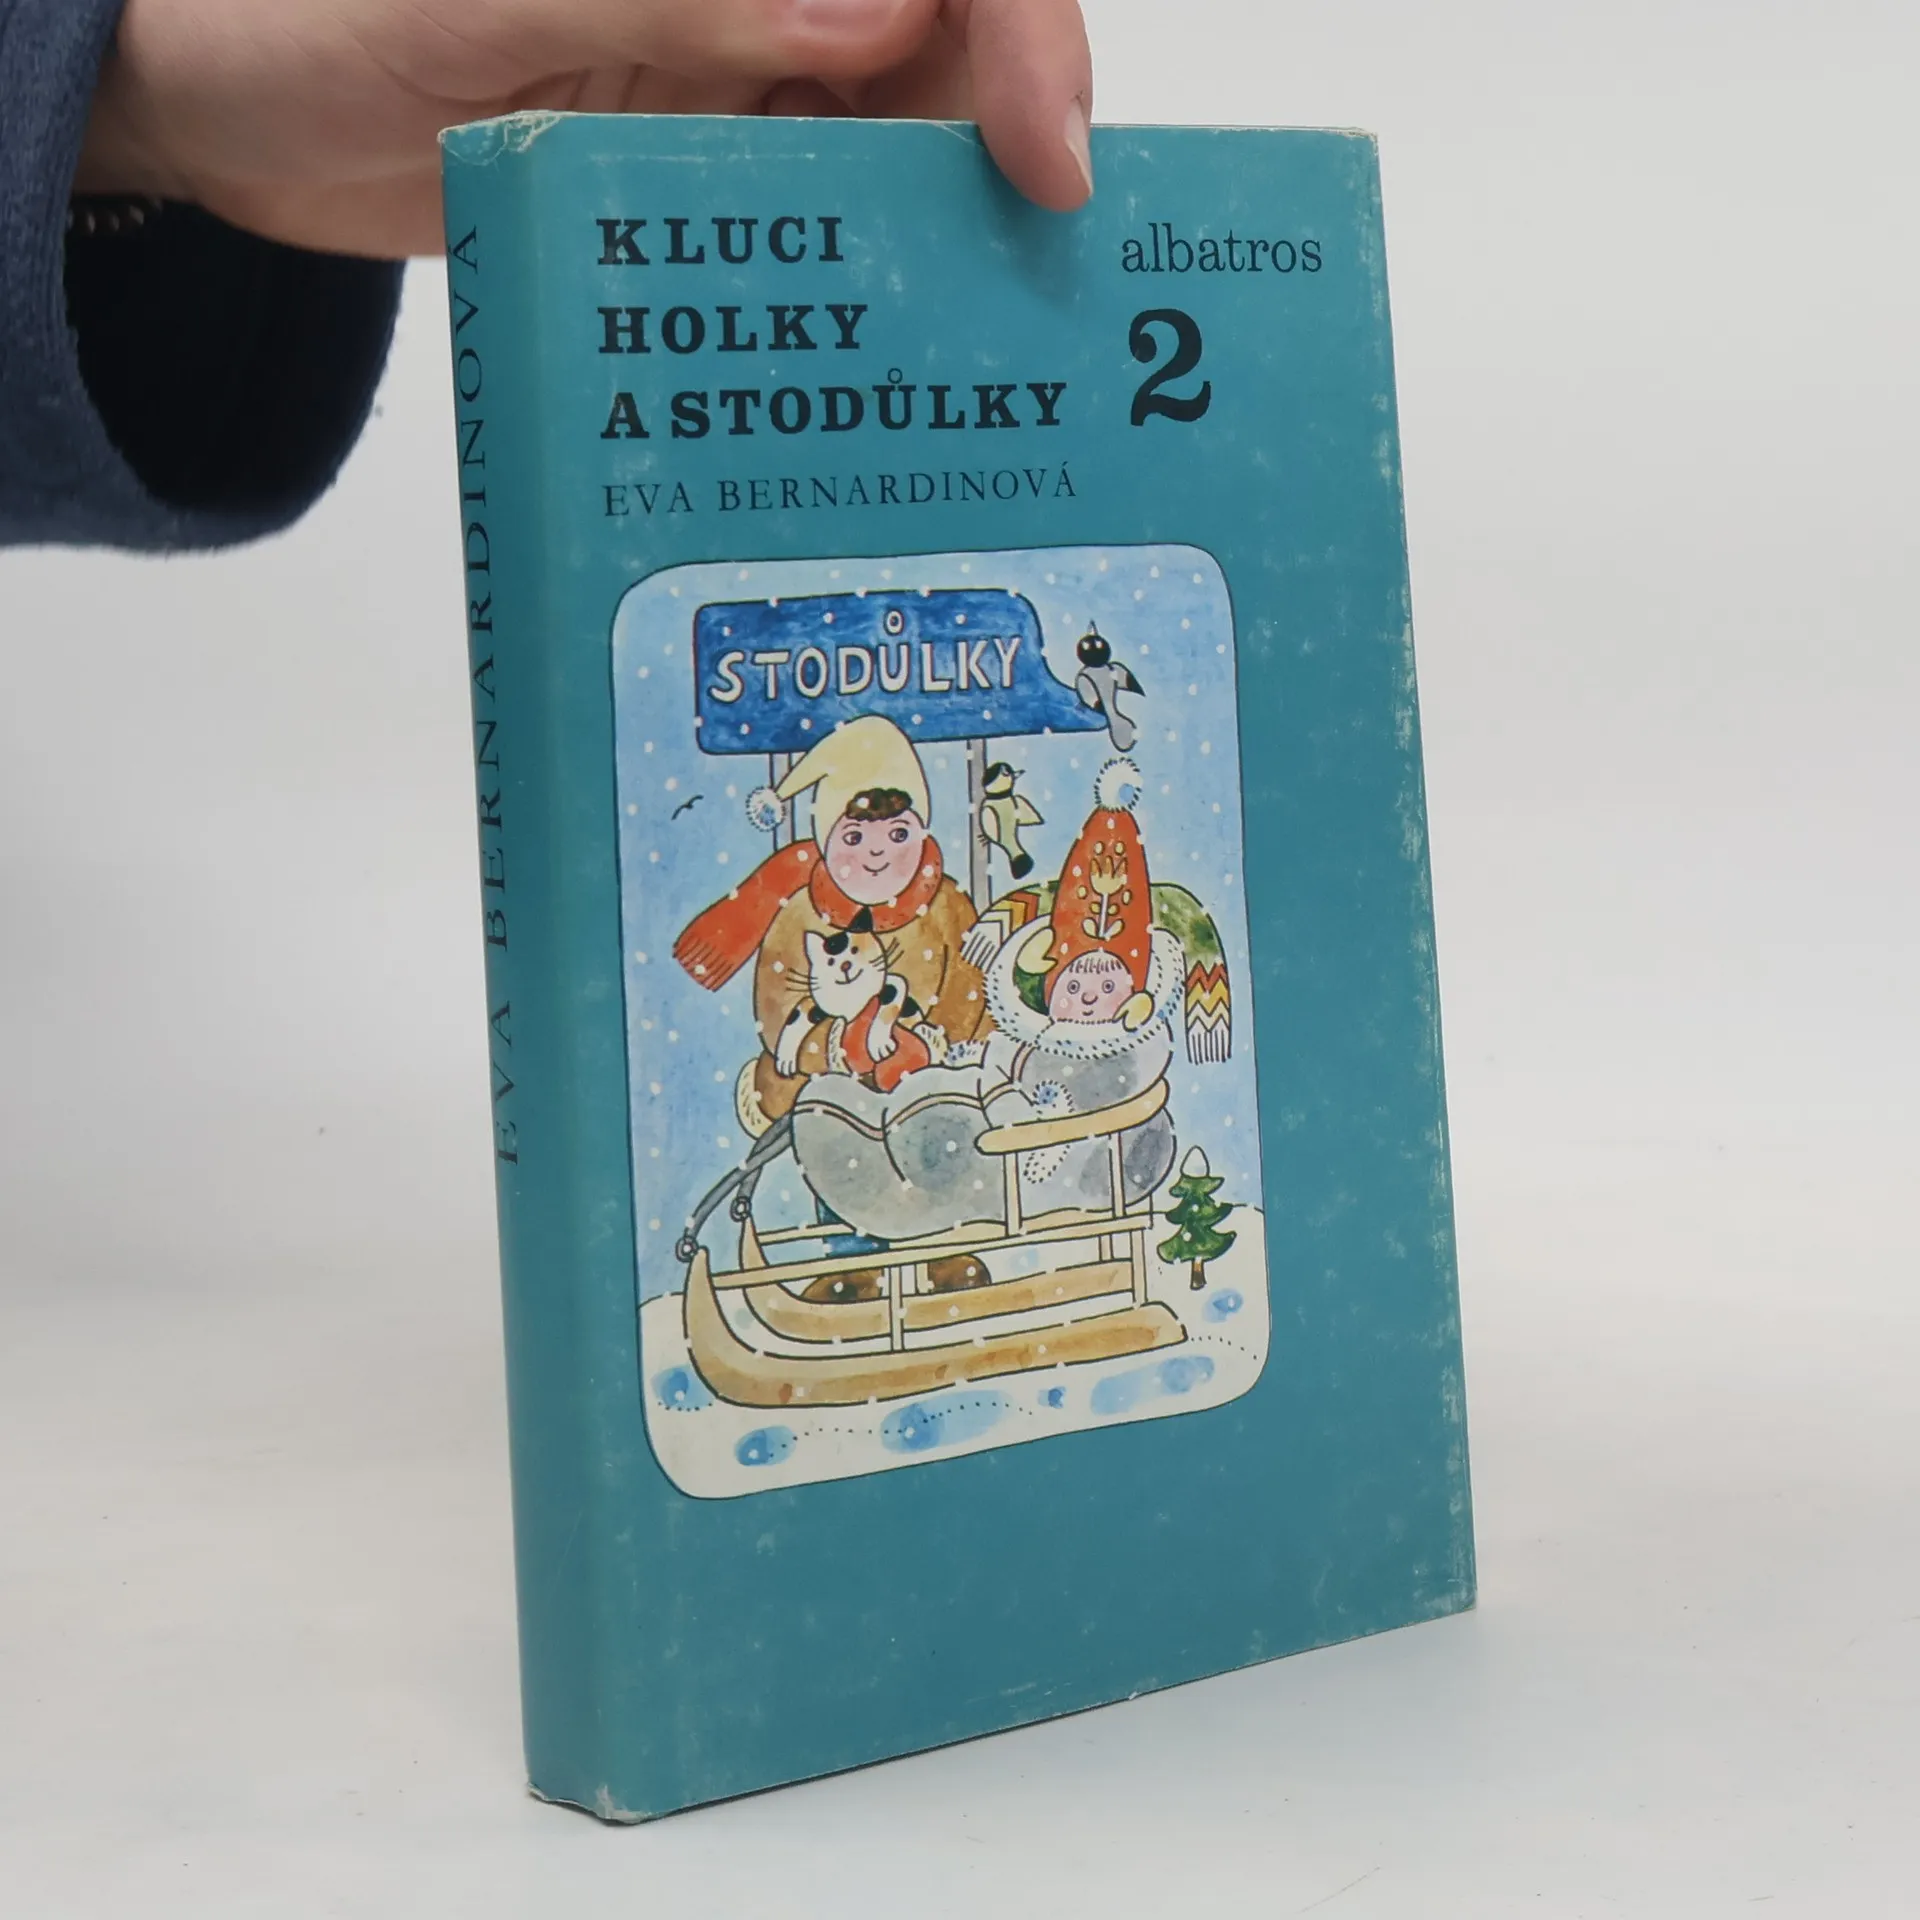 EVA BERNARDINOVÁ
KLUCI
HOLKY
A STODŮLKY
EVA BERNARDINOVÁ
albatros
2
STODŮLKY